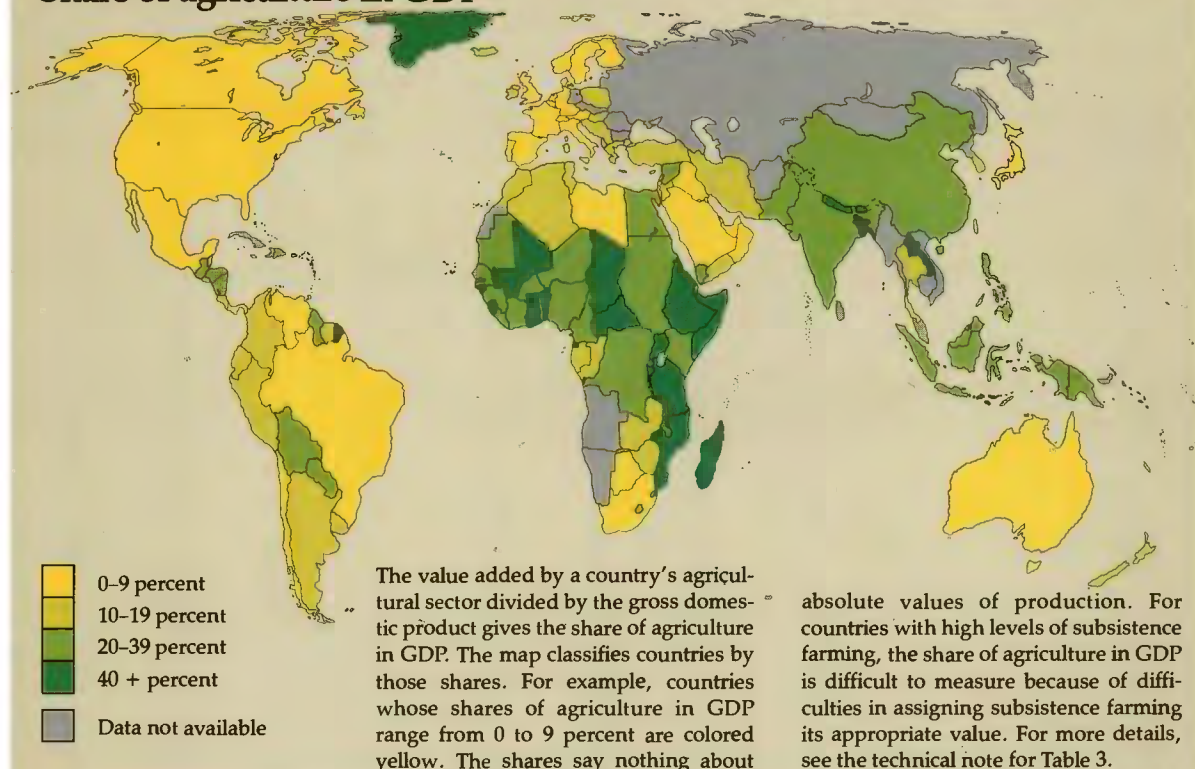 Share of agriculture in GDP
0–9 percent
10–19 percent
20–39 percent
40 + percent
Data not available
The value added by a country's agricul-
tural sector divided by the gross domes-
tic product gives the share of agriculture
in GDP. The map classifies countries by
those shares. For example, countries
whose shares of agriculture in GDP
range from 0 to 9 percent are colored
yellow. The shares say nothing about
absolute values of production. For
countries with high levels of subsistence
farming, the share of agriculture in GDP
is difficult to measure because of diffi-
culties in assigning subsistence farming
its appropriate value. For more details,
see the technical note for Table 3.